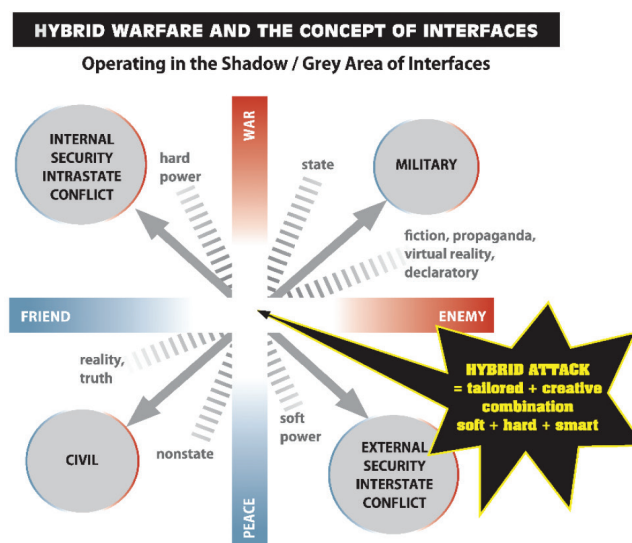 HYBRID WARFARE AND THE CONCEPT OF INTERFACES
Operating in the Shadow / Grey Area of Interfaces
INTERNAL
SECURITY
INTRASTATE
CONFLICT
hard
power
WAR
state
MILITARY
fiction, propaganda,
virtual reality,
declaratory
FRIEND
ENEMY
reality,
truth
HYBRID ATTACK
= tailored + creative
combination
soft + hard + smart
CIVIL
nonstate
PEACE
soft
power
EXTERNAL
SECURITY
INTERSTATE
CONFLICT